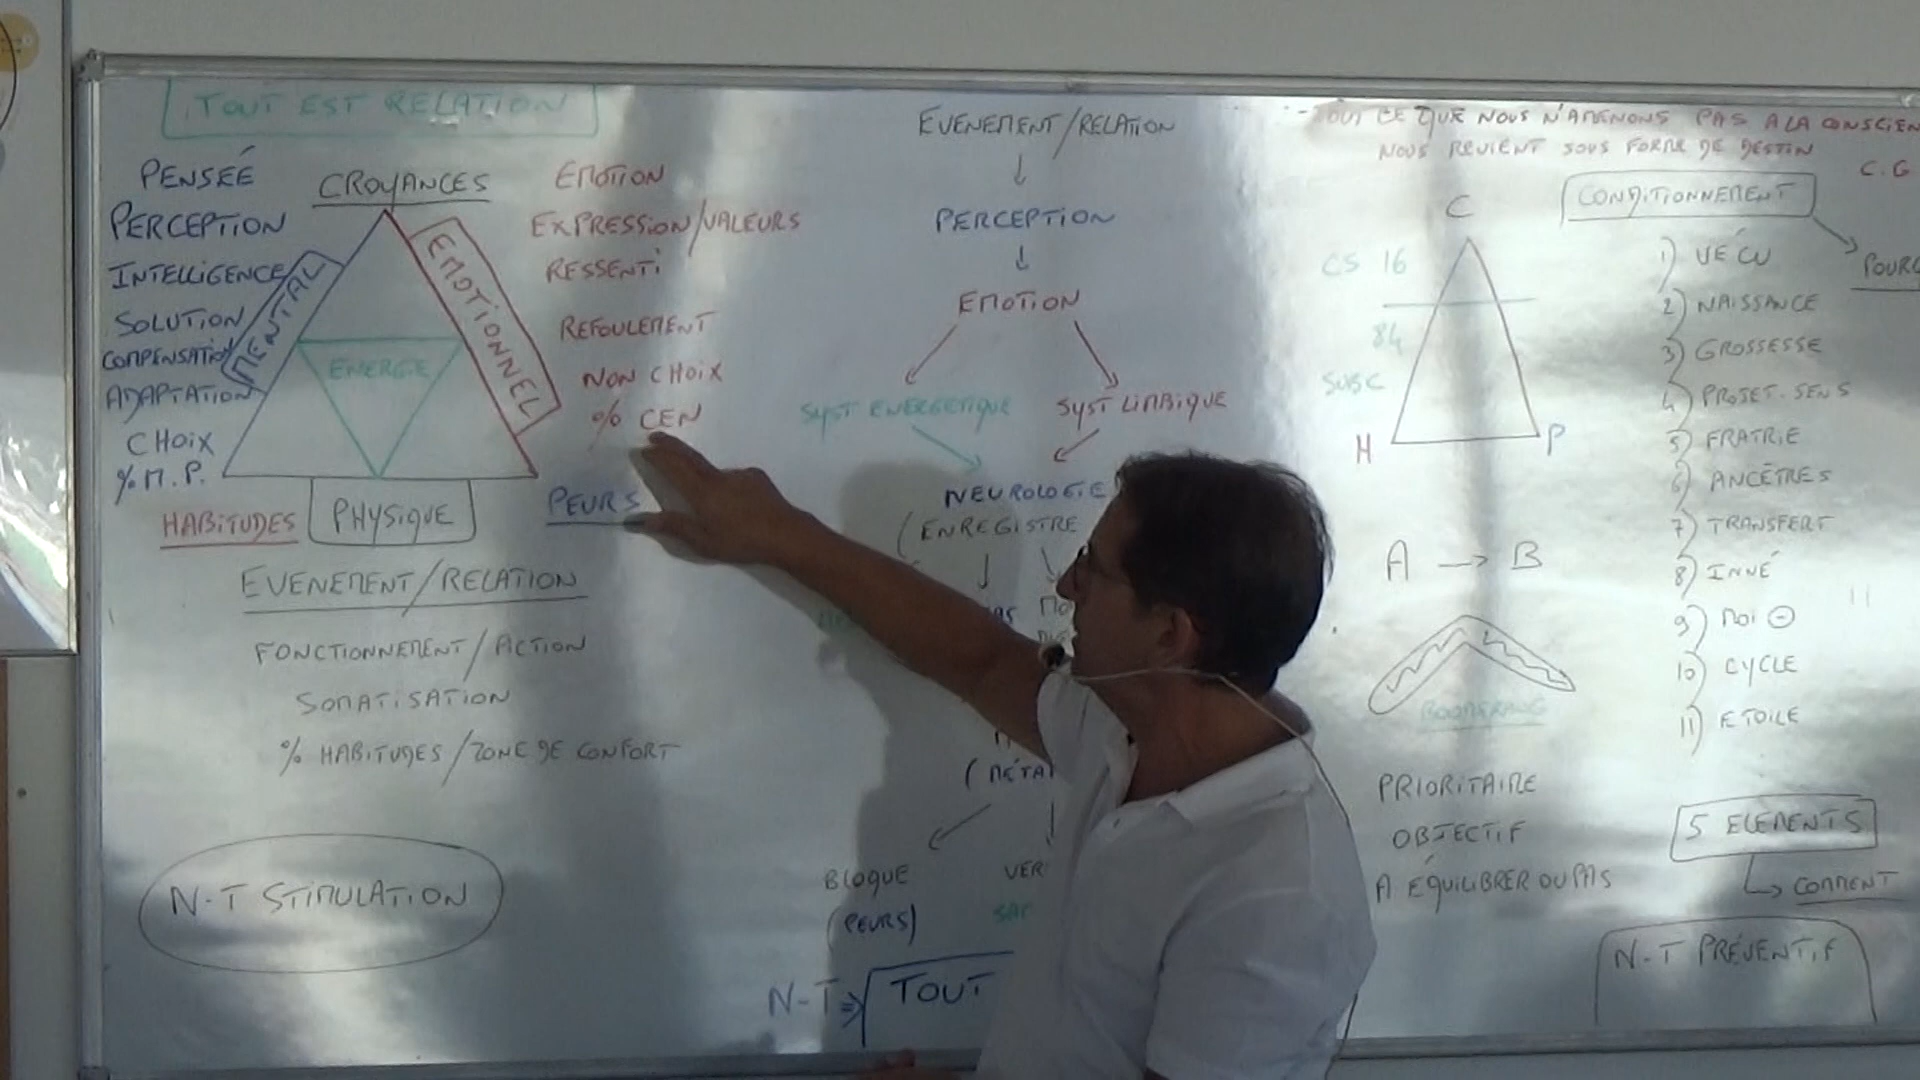 TOUT EST RELATION
PENSÉE
PERCEPTION
INTELLIGENCE
SOLUTION
COMPENSATION
ADAPTATION
CHOIX
% M.P.
CROYANCES
MENTAL
EMOTIONNEL
ENERGIE
HABITUDES
PHYSIQUE
PEURS
EMOTION
EXPRESSION/VALEURS
RESSENTI
REFOULEMENT
NON CHOIX
% CEN
EVENEMENT/RELATION
FONCTIONNEMENT/ACTION
SOMATISATION
% HABITUDES/ZONE DE CONFORT
N-T STIMULATION
EVENEMENT/RELATION
PERCEPTION
EMOTION
SYST ENERGETIQUE
SYST LIMBIQUE
NEUROLOGIE
(ENREGISTRE
BLOQUE
(PEURS)
N-T TOUT
- TOUT CE QUE NOUS N'AMENONS PAS A LA CONSCIEN
NOUS REVIENT SOUS FORME DE DESTIN
C.G
C
CS 16
84
SUBC
H
P
A → B
BOOMERANG
PRIORITAIRE
OBJECTIF
A ÉQUILIBRER OU PAS
CONDITIONNEMENT
POURQ
1) VÉCU
2) NAISSANCE
3) GROSSESSE
4) PROJET-SENS
5) FRATRIE
6) ANCÊTRES
7) TRANSFERT
8) INNÉ
9) MOI ⊖
10) CYCLE
11) ETOILE
5 ELEMENTS
COMMENT
N-T PRÉVENTIF